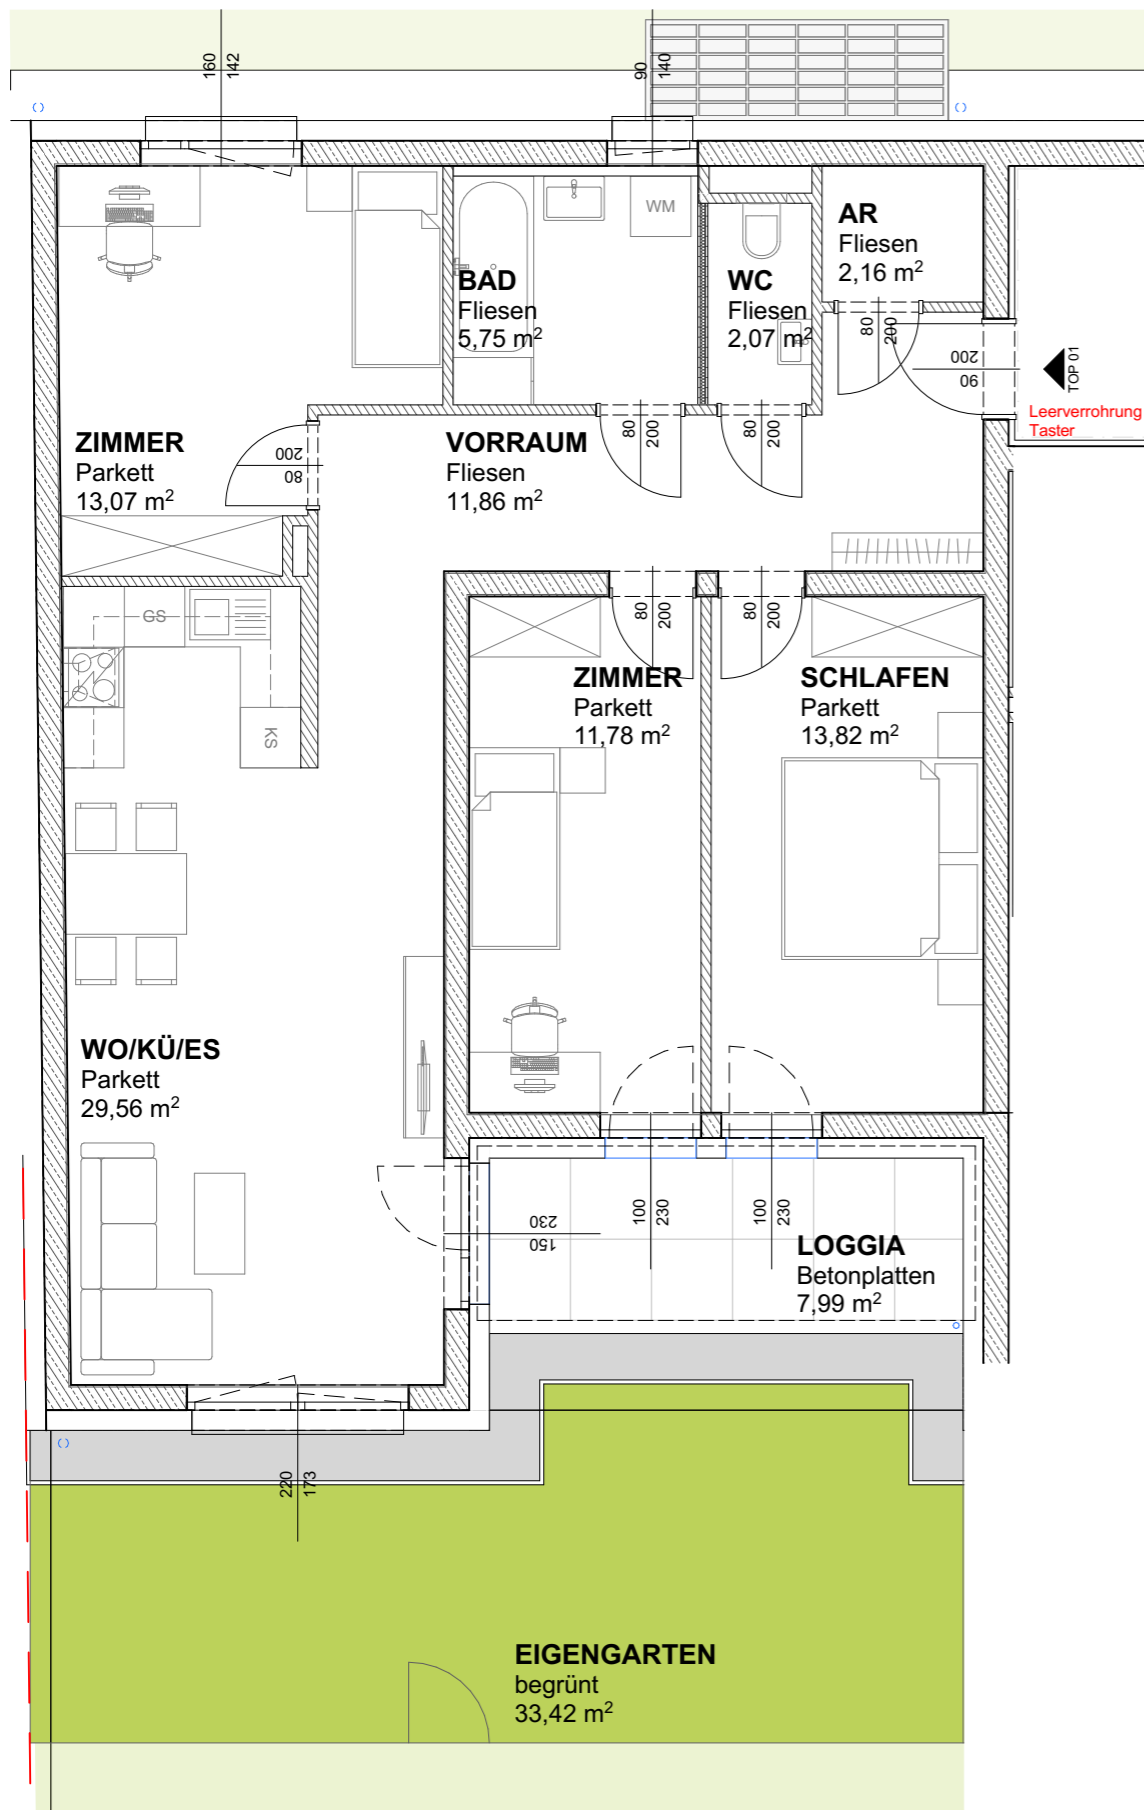 160
142
90
140
WM
AR
Fliesen
2,16 m²
BAD
Fliesen
5,75 m²
WC
Fliesen
2,07 m²
80
200
200
90
TOP 01
Leerverrohrung
Taster
ZIMMER
Parkett
13,07 m²
200
80
VORRAUM
Fliesen
11,86 m²
80
200
80
200
GS
KS
80
200
80
200
ZIMMER
Parkett
11,78 m²
SCHLAFEN
Parkett
13,82 m²
WO/KÜ/ES
Parkett
29,56 m²
230
150
100
230
100
230
LOGGIA
Betonplatten
7,99 m²
220
173
EIGENGARTEN
begrünt
33,42 m²